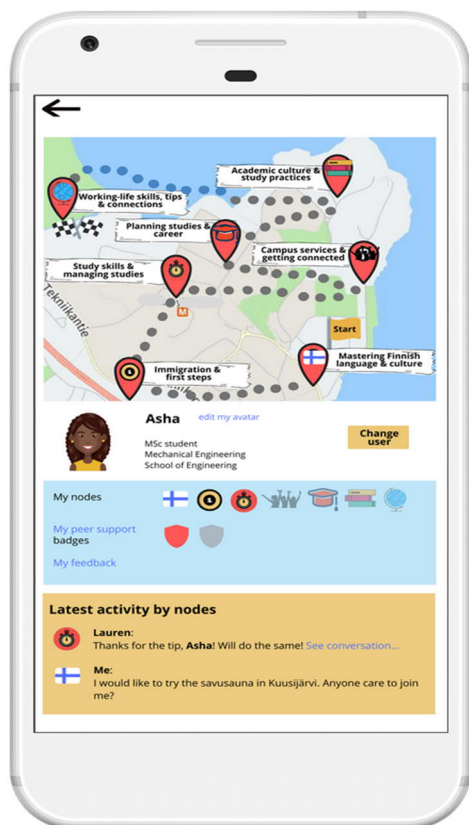 Academic culture &
study practices
Working-life skills, tips
& connections
Planning studies &
career
Campus services &
getting connected
Study skills &
managing studies
Tekniikantie
M
Start
Mastering Finnish
language & culture
Immigration &
first steps
Asha edit my avatar
MSc student
Mechanical Engineering
School of Engineering
Change
user
My nodes
My peer support
badges
My feedback
Latest activity by nodes
Lauren:
Thanks for the tip, Asha! Will do the same! See conversation...
Me:
I would like to try the savusauna in Kuusijärvi. Anyone care to join
me?